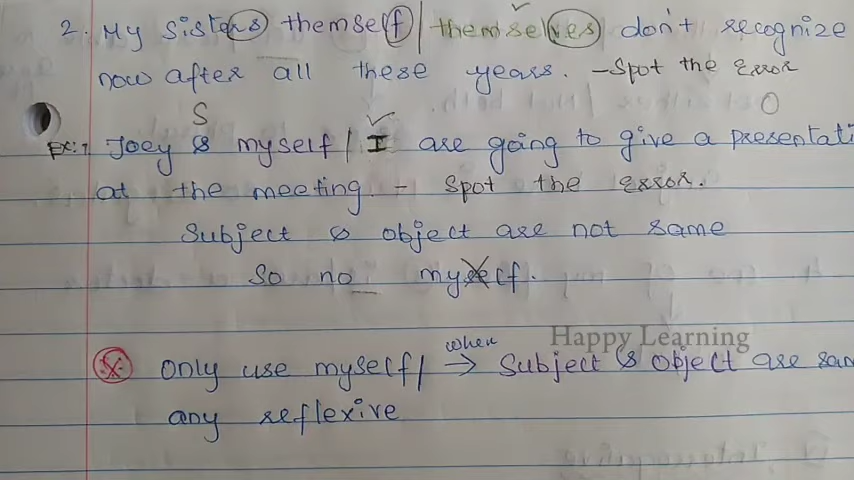 2. My sisters themself / themselves don't recognize
now after all these years. - Spot the Error
S O
Ex:1 Joey & myself / I are going to give a presentati
at the meeting. - Spot the Error.
Subject & object are not same
So no myself.
Happy Learning
when
Only use myself / → Subject & object are sam
any reflexive